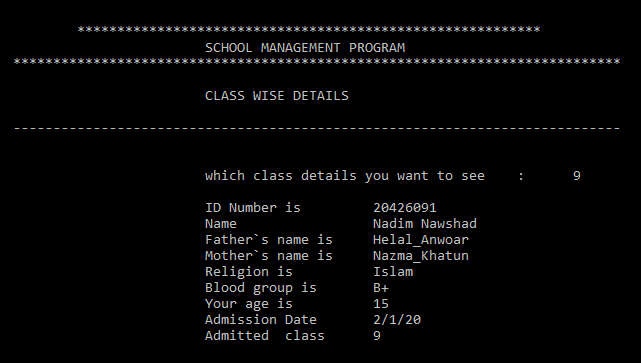 **********************************************************
SCHOOL MANAGEMENT PROGRAM
****************************************************************************
CLASS WISE DETAILS
----------------------------------------------------------------------------
which class details you want to see : 9
ID Number is 20426091
Name Nadim Nawshad
Father`s name is Helal_Anwoar
Mother`s name is Nazma_Khatun
Religion is Islam
Blood group is B+
Your age is 15
Admission Date 2/1/20
Admitted class 9